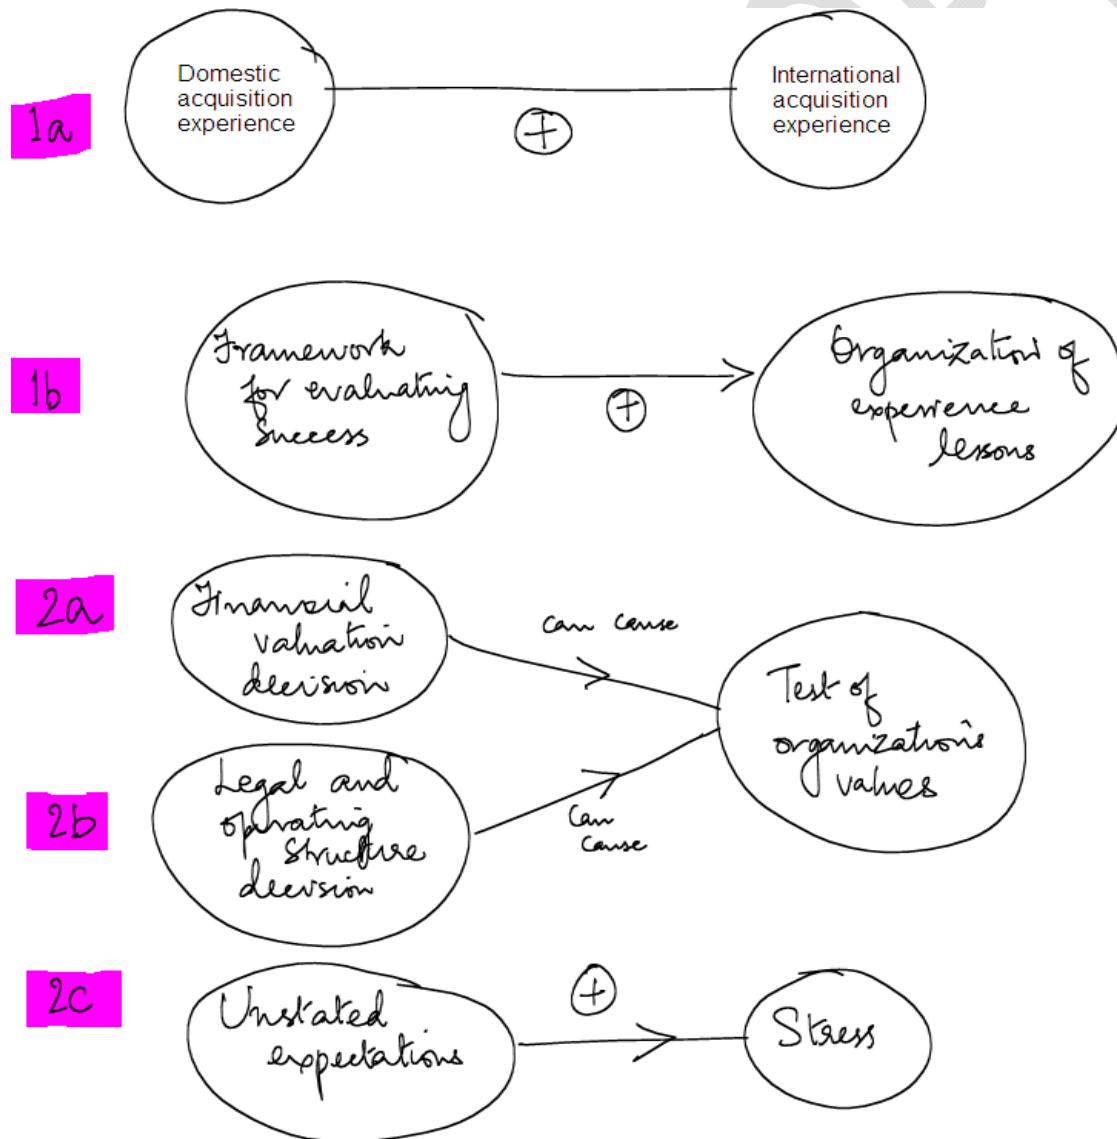 1a
Domestic
acquisition
experience
+
International
acquisition
experience
1b
Framework
for evaluating
Success
+
Organization of
experience
lessons
2a
Financial
valuation
decision
can cause
Test of
organization's
values
2b
Legal and
operating
Structure
decision
Can
cause
2c
Unstated
expectations
+
Stress